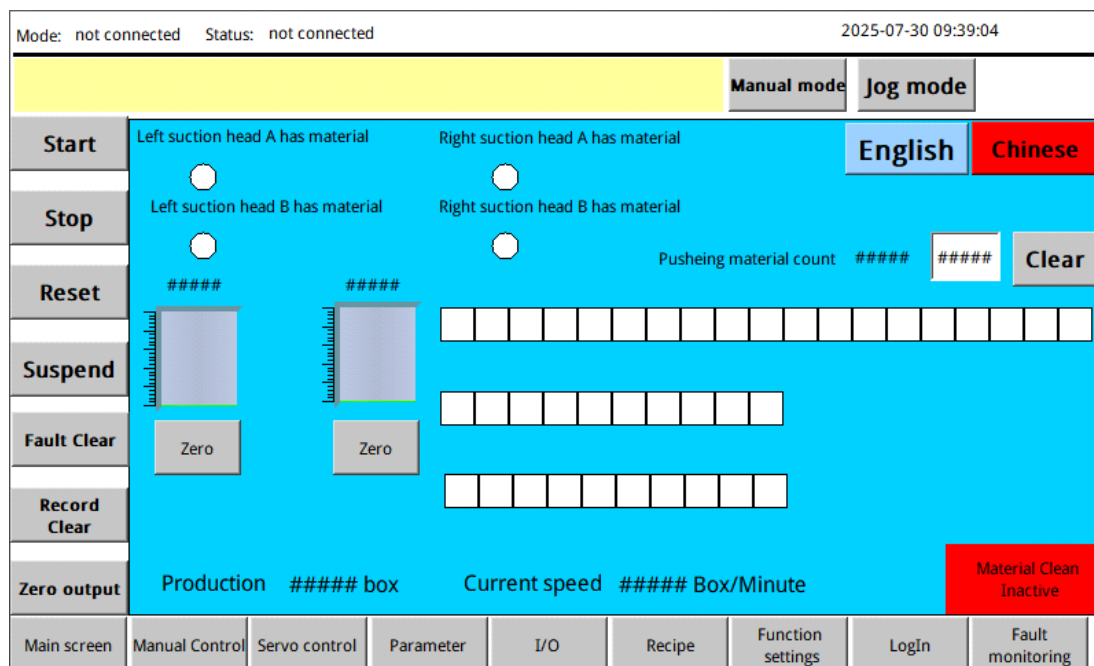 Mode: not connected Status: not connected 2025-07-30 09:39:04
Manual mode Jog mode
Start
Left suction head A has material Right suction head A has material
English Chinese
Stop
Left suction head B has material Right suction head B has material
Pusheing material count ##### ##### Clear
Reset
##### #####
Suspend
Fault Clear
Zero Zero
Record
Clear
Zero output
Production ##### box Current speed ##### Box/Minute
Material Clean
Inactive
Main screen Manual Control Servo control Parameter I/O Recipe Function
settings LogIn Fault
monitoring